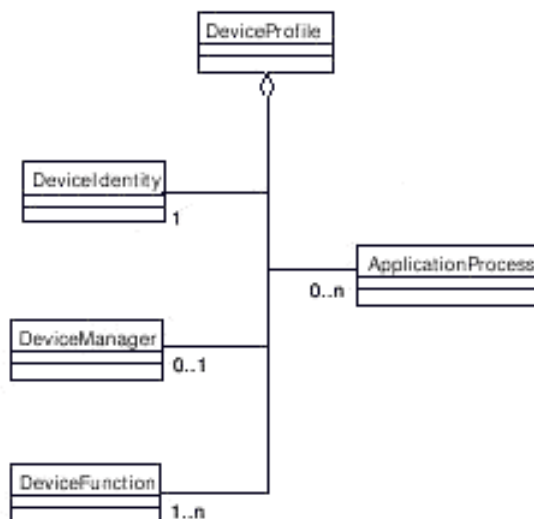 DeviceProfile
DeviceIdentity
1
ApplicationProcess
0..n
DeviceManager
0..1
DeviceFunction
1..n